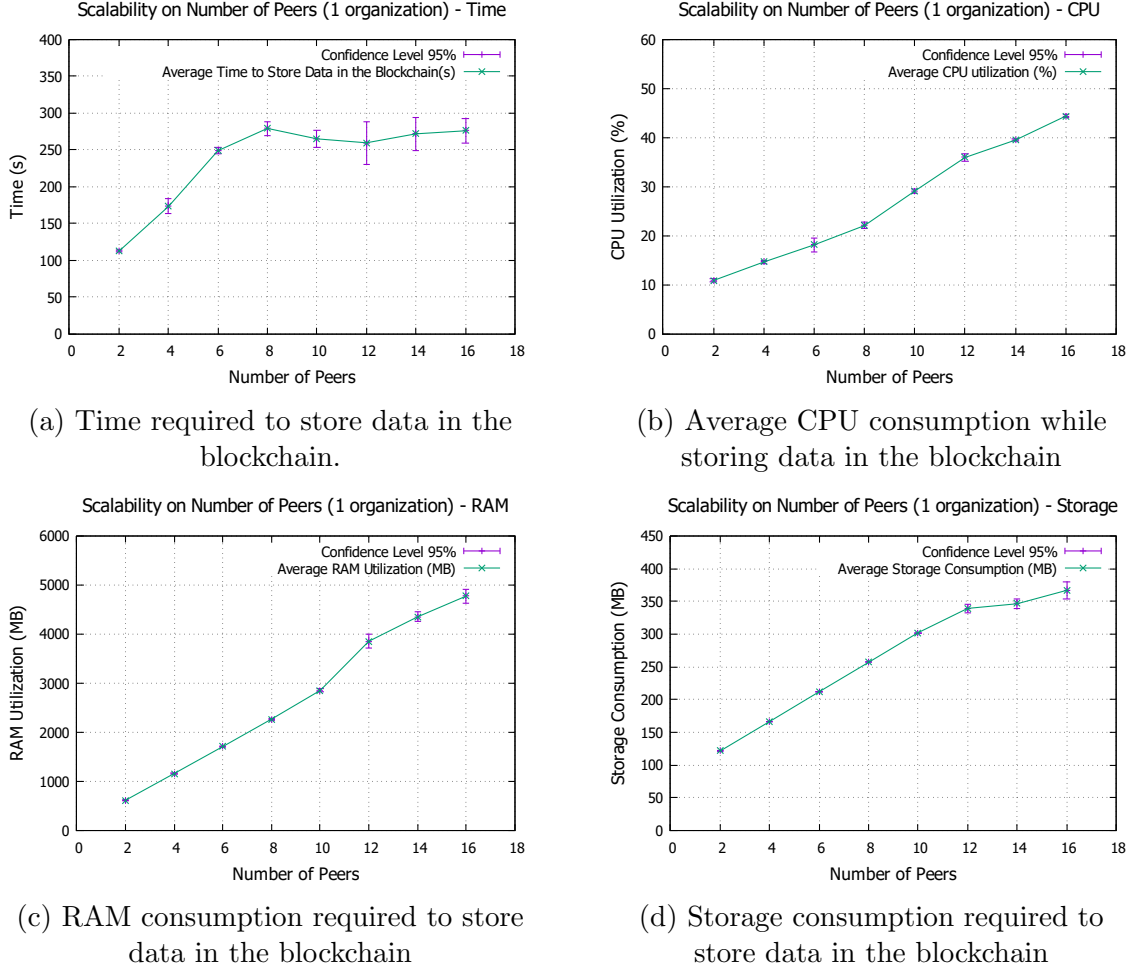 Scalability on Number of Peers (1 organization) - Time
400
350
300
250
200
150
100
50
0
Time (s)
Confidence Level 95%
Average Time to Store Data in the Blockchain(s)
0 2 4 6 8 10 12 14 16 18
Number of Peers
(a) Time required to store data in the
blockchain.
Scalability on Number of Peers (1 organization) - CPU
60
50
40
30
20
10
0
CPU Utilization (%)
Confidence Level 95%
Average CPU utilization (%)
0 2 4 6 8 10 12 14 16 18
Number of Peers
(b) Average CPU consumption while
storing data in the blockchain
Scalability on Number of Peers (1 organization) - RAM
6000
5000
4000
3000
2000
1000
0
RAM Utilization (MB)
Confidence Level 95%
Average RAM Utilization (MB)
0 2 4 6 8 10 12 14 16 18
Number of Peers
(c) RAM consumption required to store
data in the blockchain
Scalability on Number of Peers (1 organization) - Storage
450
400
350
300
250
200
150
100
50
0
Storage Consumption (MB)
Confidence Level 95%
Average Storage Consumption (MB)
0 2 4 6 8 10 12 14 16 18
Number of Peers
(d) Storage consumption required to
store data in the blockchain